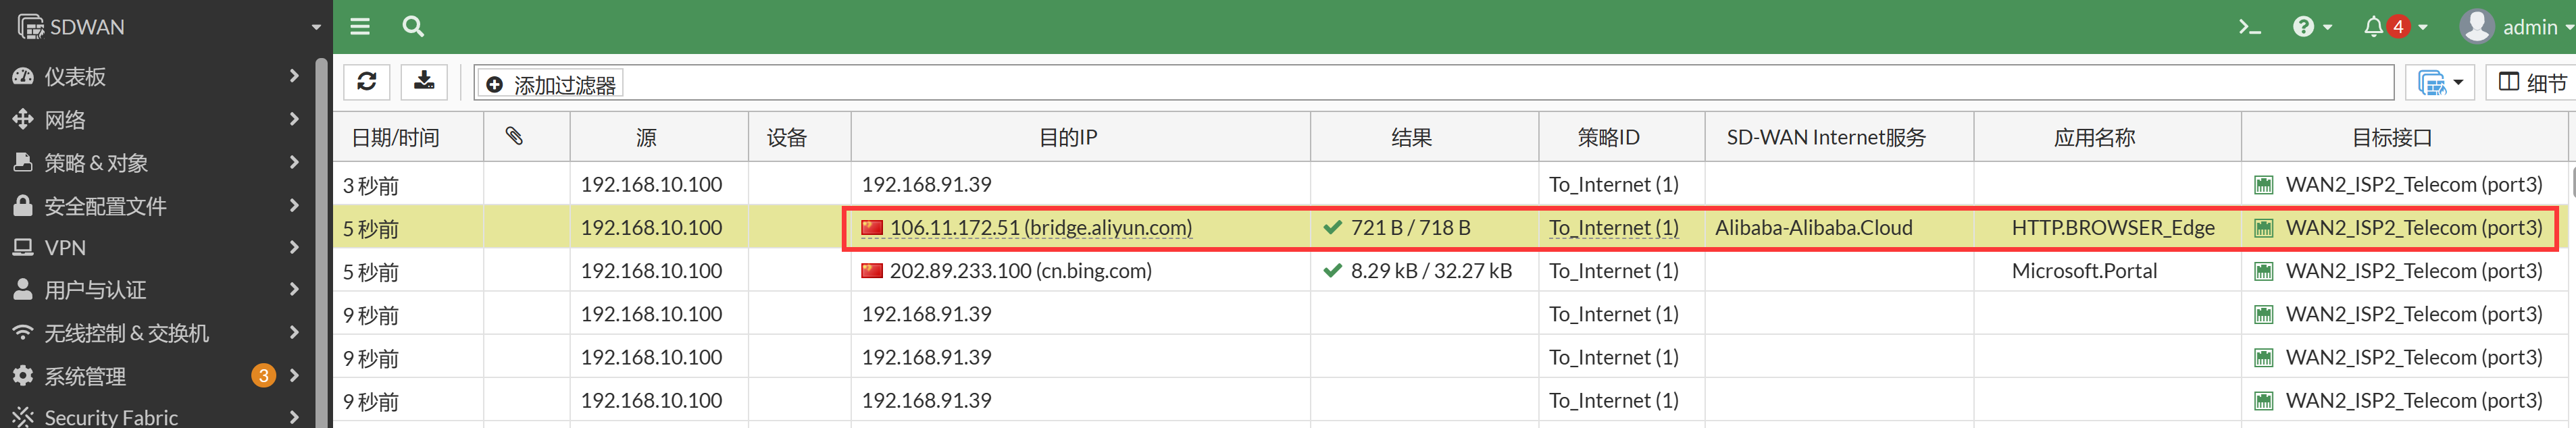 SDWAN
4
admin
仪表板
网络
策略 & 对象
安全配置文件
VPN
用户与认证
无线控制 & 交换机
系统管理 3
Security Fabric
添加过滤器 细节
日期/时间 源 设备 目的IP 结果 策略ID SD-WAN Internet服务 应用名称 目标接口
3 秒前 192.168.10.100 192.168.91.39 To_Internet (1) WAN2_ISP2_Telecom (port3)
5 秒前 192.168.10.100 106.11.172.51 (bridge.aliyun.com) 721 B / 718 B To_Internet (1) Alibaba-Alibaba.Cloud HTTP.BROWSER_Edge WAN2_ISP2_Telecom (port3)
5 秒前 192.168.10.100 202.89.233.100 (cn.bing.com) 8.29 kB / 32.27 kB To_Internet (1) Microsoft.Portal WAN2_ISP2_Telecom (port3)
9 秒前 192.168.10.100 192.168.91.39 To_Internet (1) WAN2_ISP2_Telecom (port3)
9 秒前 192.168.10.100 192.168.91.39 To_Internet (1) WAN2_ISP2_Telecom (port3)
9 秒前 192.168.10.100 192.168.91.39 To_Internet (1) WAN2_ISP2_Telecom (port3)